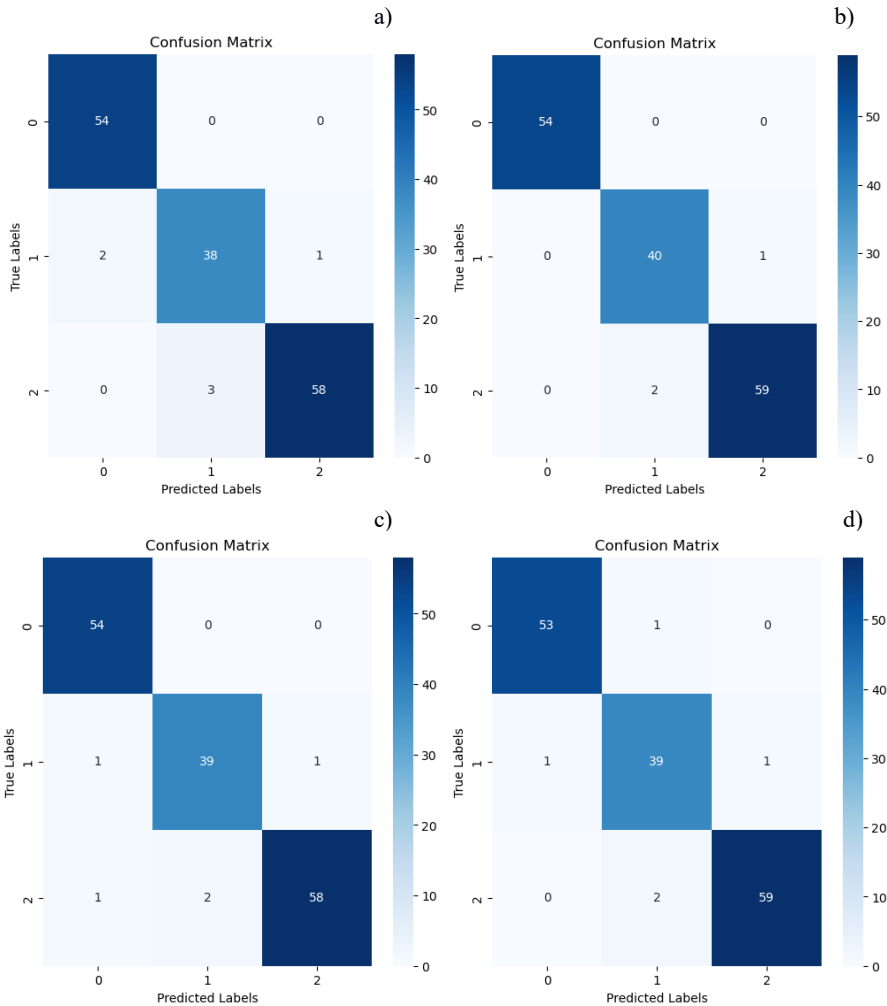 a)
Confusion Matrix
54 0 0
2 38 1
0 3 58
0
1
2
True Labels
0 1 2
Predicted Labels
50
40
30
20
10
0
b)
Confusion Matrix
54 0 0
0 40 1
0 2 59
0
1
2
True Labels
0 1 2
Predicted Labels
50
40
30
20
10
0
c)
Confusion Matrix
54 0 0
1 39 1
1 2 58
0
1
2
True Labels
0 1 2
Predicted Labels
50
40
30
20
10
0
d)
Confusion Matrix
53 1 0
1 39 1
0 2 59
0
1
2
True Labels
0 1 2
Predicted Labels
50
40
30
20
10
0